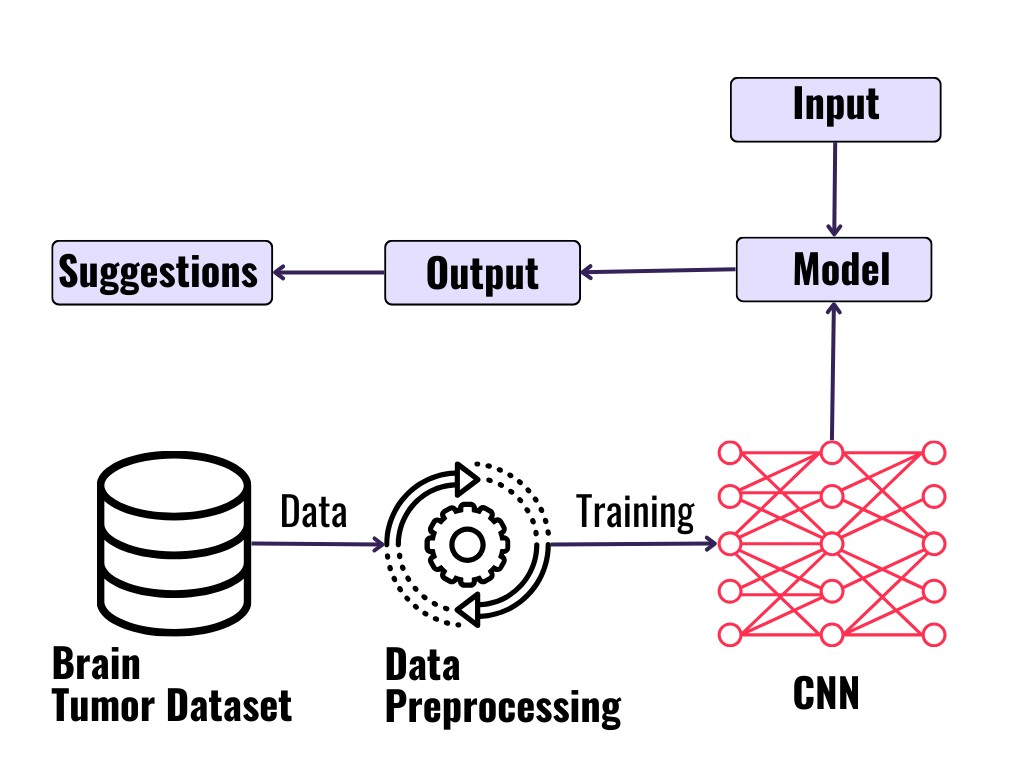 Input
Suggestions
Output
Model
Data
Training
Brain
Tumor Dataset
Data
Preprocessing
CNN